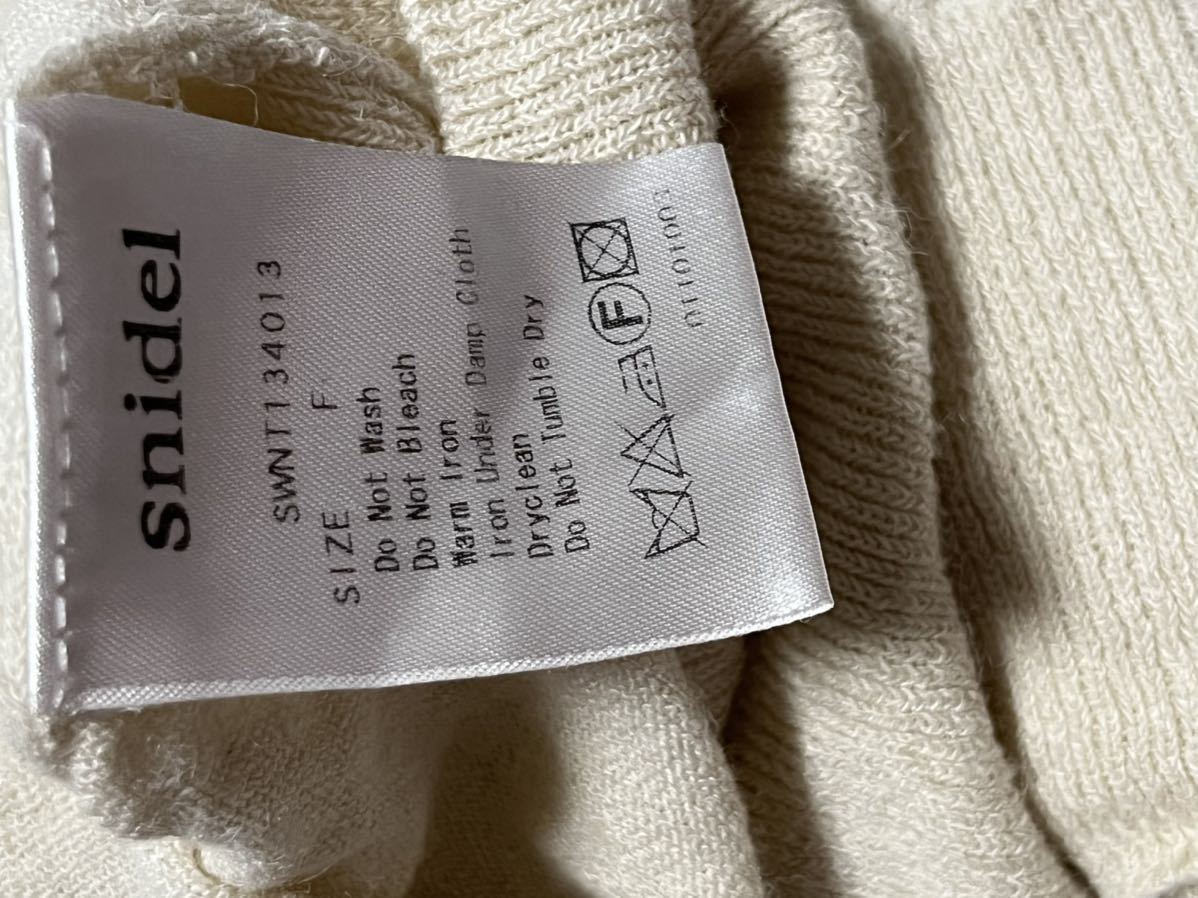 snidel
SWNT134013
SIZE F
Do Not Wash
Do Not Bleach
Warm Iron
Iron Under Damp Cloth
Dryclean
Do Not Tumble Dry
F